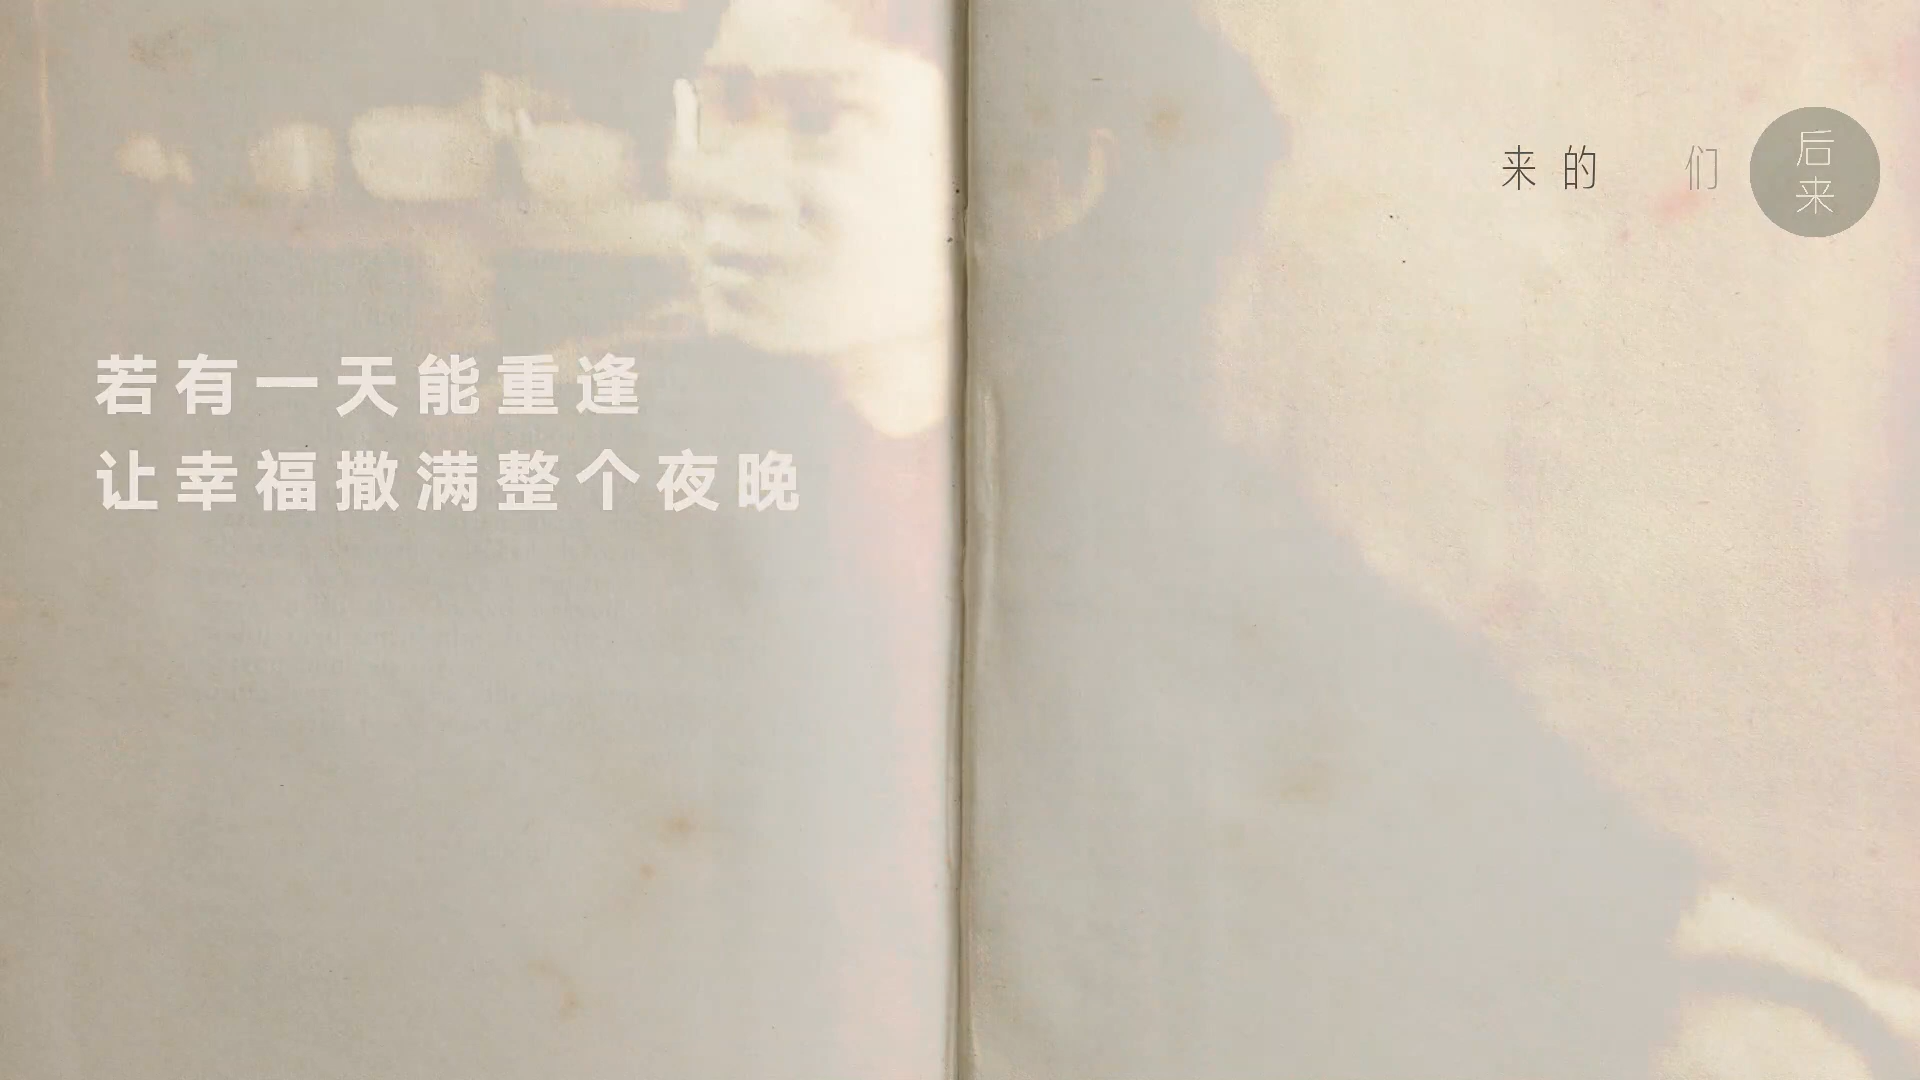 来的 们
后
来
若有一天能重逢
让幸福撒满整个夜晚